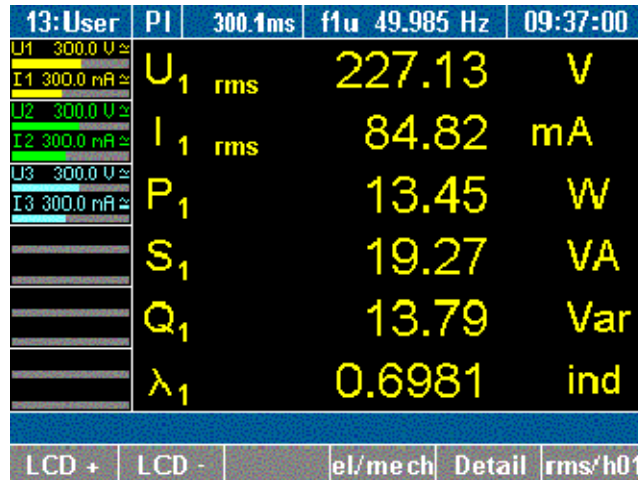 13:User PI 300.1ms f1u 49.985 Hz 09:37:00
U1 300.0 V ≃
I1 300.0 mA ≃
U2 300.0 V ≃
I2 300.0 mA ≃
U3 300.0 V ≃
I3 300.0 mA ≃
U1 rms 227.13 V
I1 rms 84.82 mA
P1 13.45 W
S1 19.27 VA
Q1 13.79 Var
λ1 0.6981 ind
LCD + LCD - el/mech Detail rms/h01